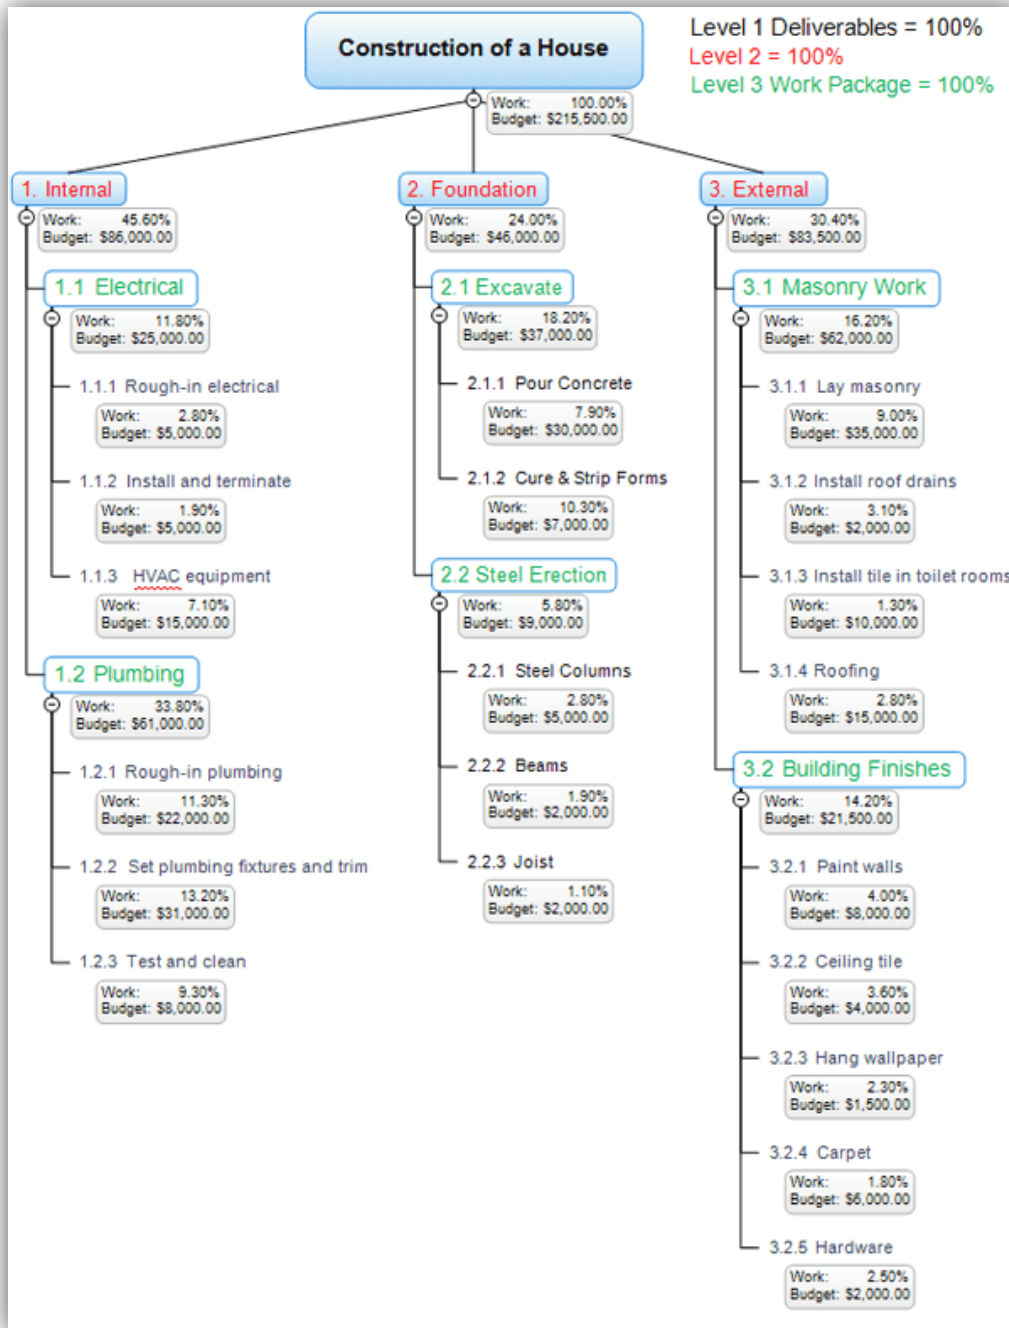 Construction of a House
Level 1 Deliverables = 100%
Level 2 = 100%
Level 3 Work Package = 100%
Work: 100.00%
Budget: $215,500.00
1. Internal
Work: 45.60%
Budget: $86,000.00
1.1 Electrical
Work: 11.80%
Budget: $25,000.00
1.1.1 Rough-in electrical
Work: 2.80%
Budget: $5,000.00
1.1.2 Install and terminate
Work: 1.90%
Budget: $5,000.00
1.1.3 HVAC equipment
Work: 7.10%
Budget: $15,000.00
1.2 Plumbing
Work: 33.80%
Budget: $61,000.00
1.2.1 Rough-in plumbing
Work: 11.30%
Budget: $22,000.00
1.2.2 Set plumbing fixtures and trim
Work: 13.20%
Budget: $31,000.00
1.2.3 Test and clean
Work: 9.30%
Budget: $8,000.00
2. Foundation
Work: 24.00%
Budget: $46,000.00
2.1 Excavate
Work: 18.20%
Budget: $37,000.00
2.1.1 Pour Concrete
Work: 7.90%
Budget: $30,000.00
2.1.2 Cure & Strip Forms
Work: 10.30%
Budget: $7,000.00
2.2 Steel Erection
Work: 5.80%
Budget: $9,000.00
2.2.1 Steel Columns
Work: 2.80%
Budget: $5,000.00
2.2.2 Beams
Work: 1.90%
Budget: $2,000.00
2.2.3 Joist
Work: 1.10%
Budget: $2,000.00
3. External
Work: 30.40%
Budget: $83,500.00
3.1 Masonry Work
Work: 16.20%
Budget: $62,000.00
3.1.1 Lay masonry
Work: 9.00%
Budget: $35,000.00
3.1.2 Install roof drains
Work: 3.10%
Budget: $2,000.00
3.1.3 Install tile in toilet rooms
Work: 1.30%
Budget: $10,000.00
3.1.4 Roofing
Work: 2.80%
Budget: $15,000.00
3.2 Building Finishes
Work: 14.20%
Budget: $21,500.00
3.2.1 Paint walls
Work: 4.00%
Budget: $8,000.00
3.2.2 Ceiling tile
Work: 3.60%
Budget: $4,000.00
3.2.3 Hang wallpaper
Work: 2.30%
Budget: $1,500.00
3.2.4 Carpet
Work: 1.80%
Budget: $6,000.00
3.2.5 Hardware
Work: 2.50%
Budget: $2,000.00